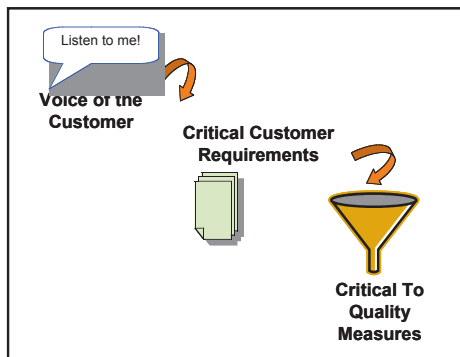 Listen to me!
Voice of the
Customer
Critical Customer
Requirements
Critical To
Quality
Measures